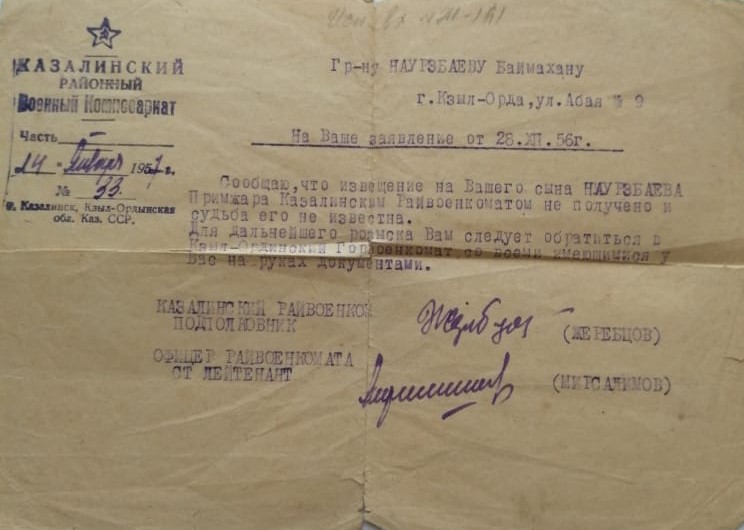 КАЗАЛИНСКИЙ
РАЙОННЫЙ
Военный Комиссариат
Часть
14 " Января 1957 г.
№ 33
г. Казалинск, Кзыл-Ордынская
обл. Каз. ССР.
Гр-ну НАУРЗБАЕВУ Баймахану
г. Кзыл-Орда, ул. Абая № 9
На Ваше заявление от 28.XII.56г.
Сообщаю, что извещение на Вашего сына НАУРЗБАЕВА
Примжара Казалинским Райвоенкоматом не получено и
судьба его не известна.
Для дальнейшего розыска Вам следует обратиться в
Кзыл-Ординский Горвоенкомат со всеми имеющимися у
Вас на руках документами.
КАЗАЛИНСКИЙ РАЙВОЕНКОМ
ПОДПОЛКОВНИК
(ЖЕРЕБЦОВ)
ОФИЦЕР РАЙВОЕНКОМАТА
СТ ЛЕЙТЕНАНТ
(МИРСАЛИМОВ)